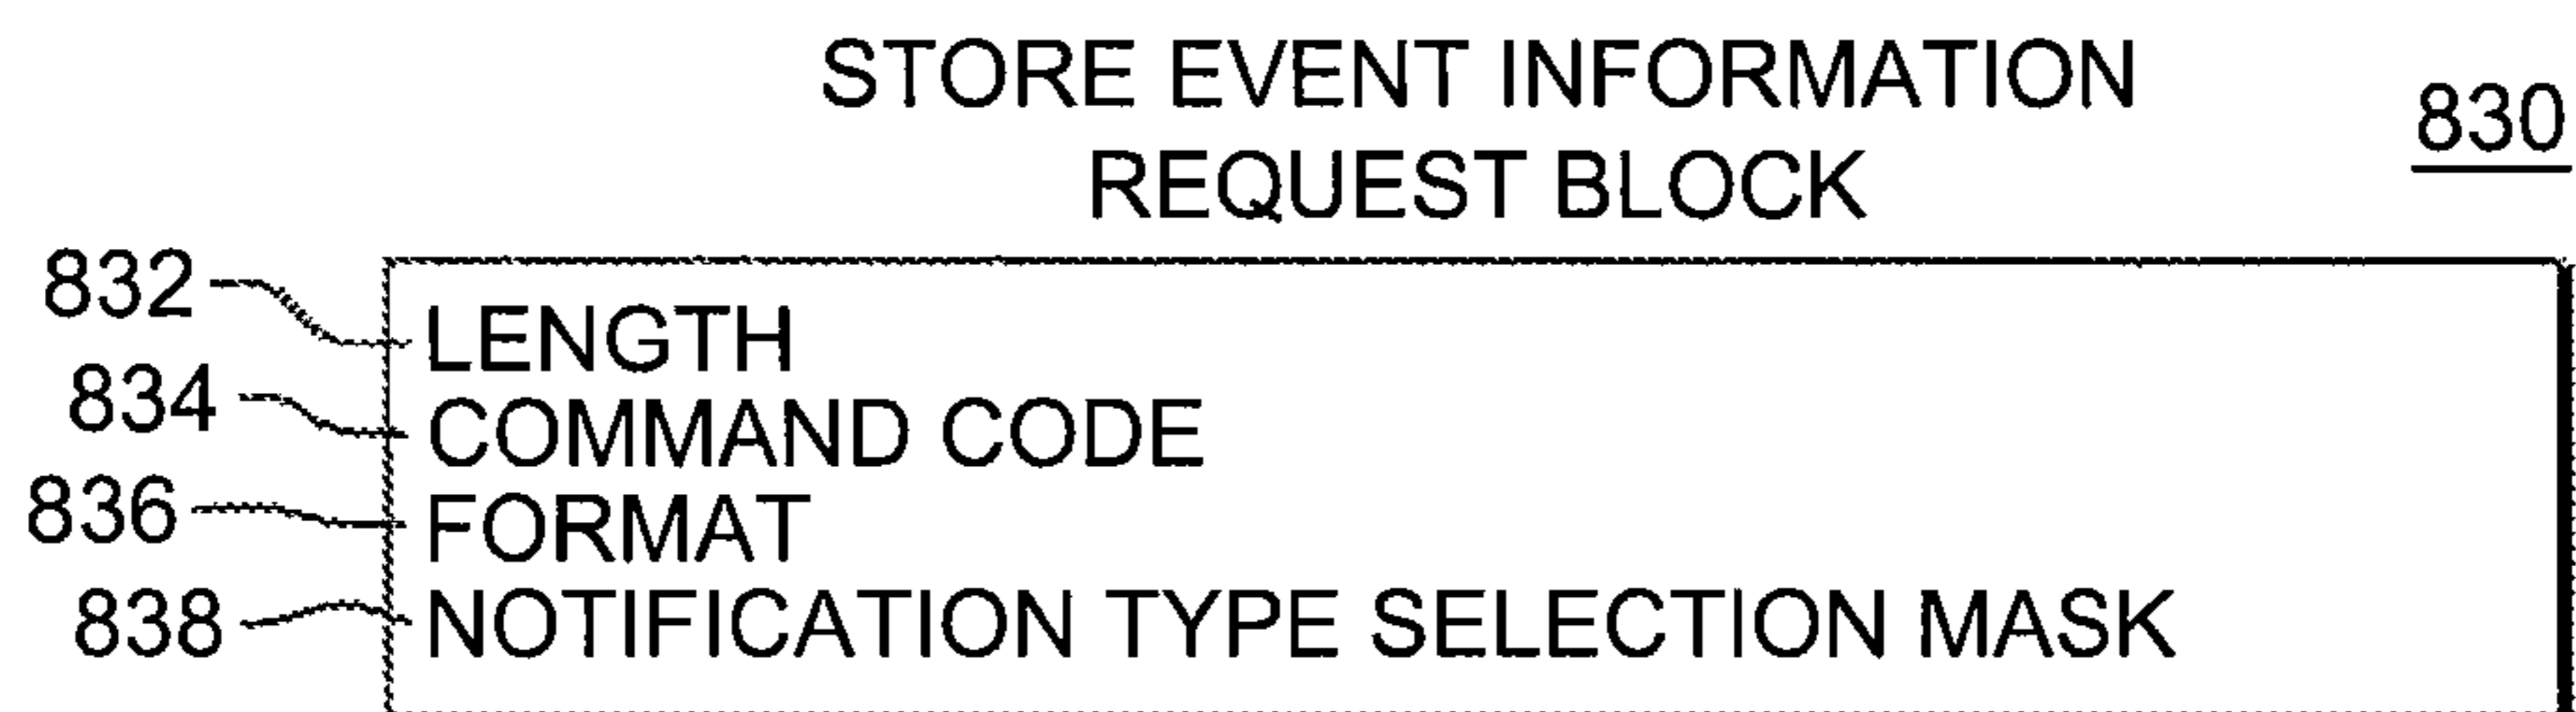 STORE EVENT INFORMATION
REQUEST BLOCK
830
832 LENGTH
834 COMMAND CODE
836 FORMAT
838 NOTIFICATION TYPE SELECTION MASK